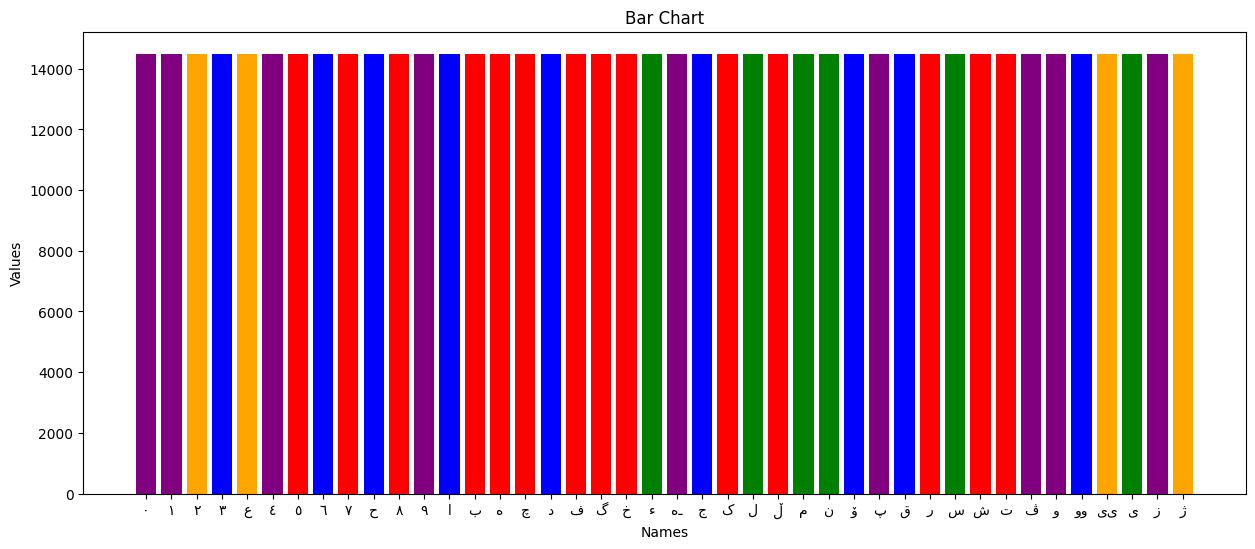 Bar Chart
Values
14000
12000
10000
8000
6000
4000
2000
0
٠ ١ ٢ ٣ ع ٤ ٥ ٦ ٧ ح ٨ ٩ ا ب ە چ د ف گ خ ء هـ ج ک ل ڵ م ن ۆ پ ق ر س ش ت ڤ و وو یی ی ز ژ
Names